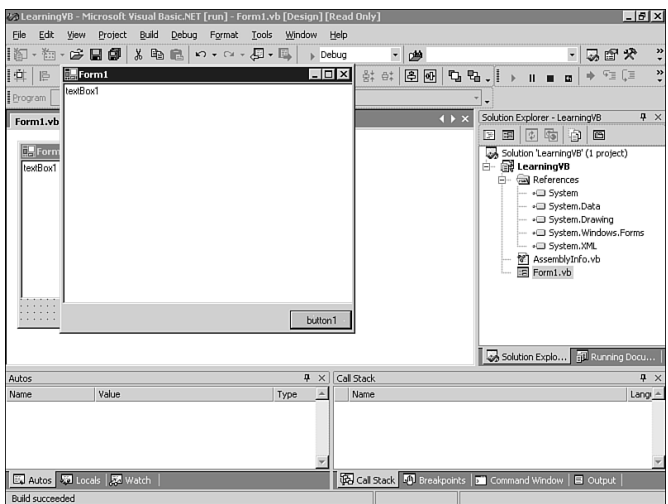 LearningVB - Microsoft Visual Basic.NET [run] - Form1.vb [Design] [Read Only]
File Edit View Project Build Debug Format Tools Window Help
Debug
Form1
Program
textBox1
Form1.vb
Form
textBox1
button1
Solution Explorer - LearningVB
Solution 'LearningVB' (1 project)
LearningVB
References
System
System.Data
System.Drawing
System.Windows.Forms
System.XML
AssemblyInfo.vb
Form1.vb
Solution Explo... Running Docu...
Autos
Name Value Type
Call Stack
Name Langu
Autos Locals Watch
Call Stack Breakpoints Command Window Output
Build succeeded